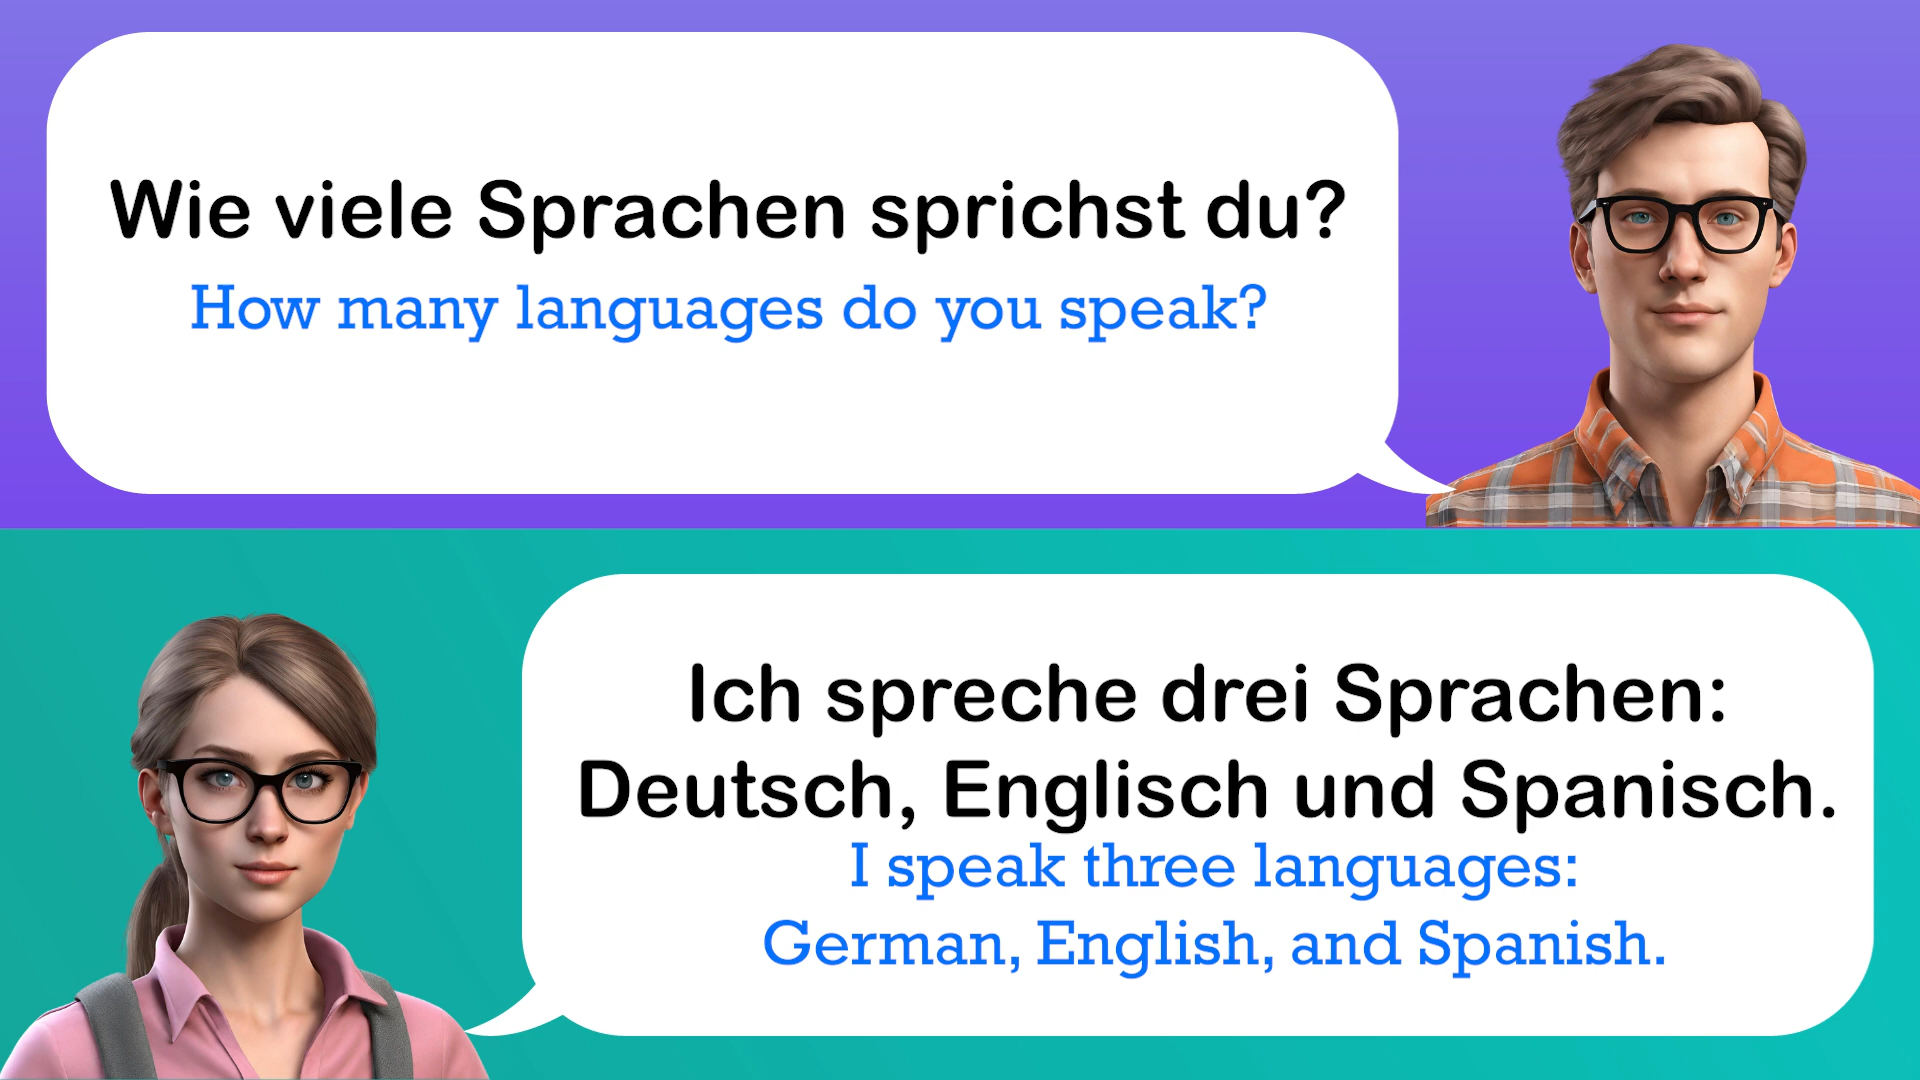 Wie viele Sprachen sprichst du?
How many languages do you speak?
Ich spreche drei Sprachen:
Deutsch, Englisch und Spanisch.
I speak three languages:
German, English, and Spanish.